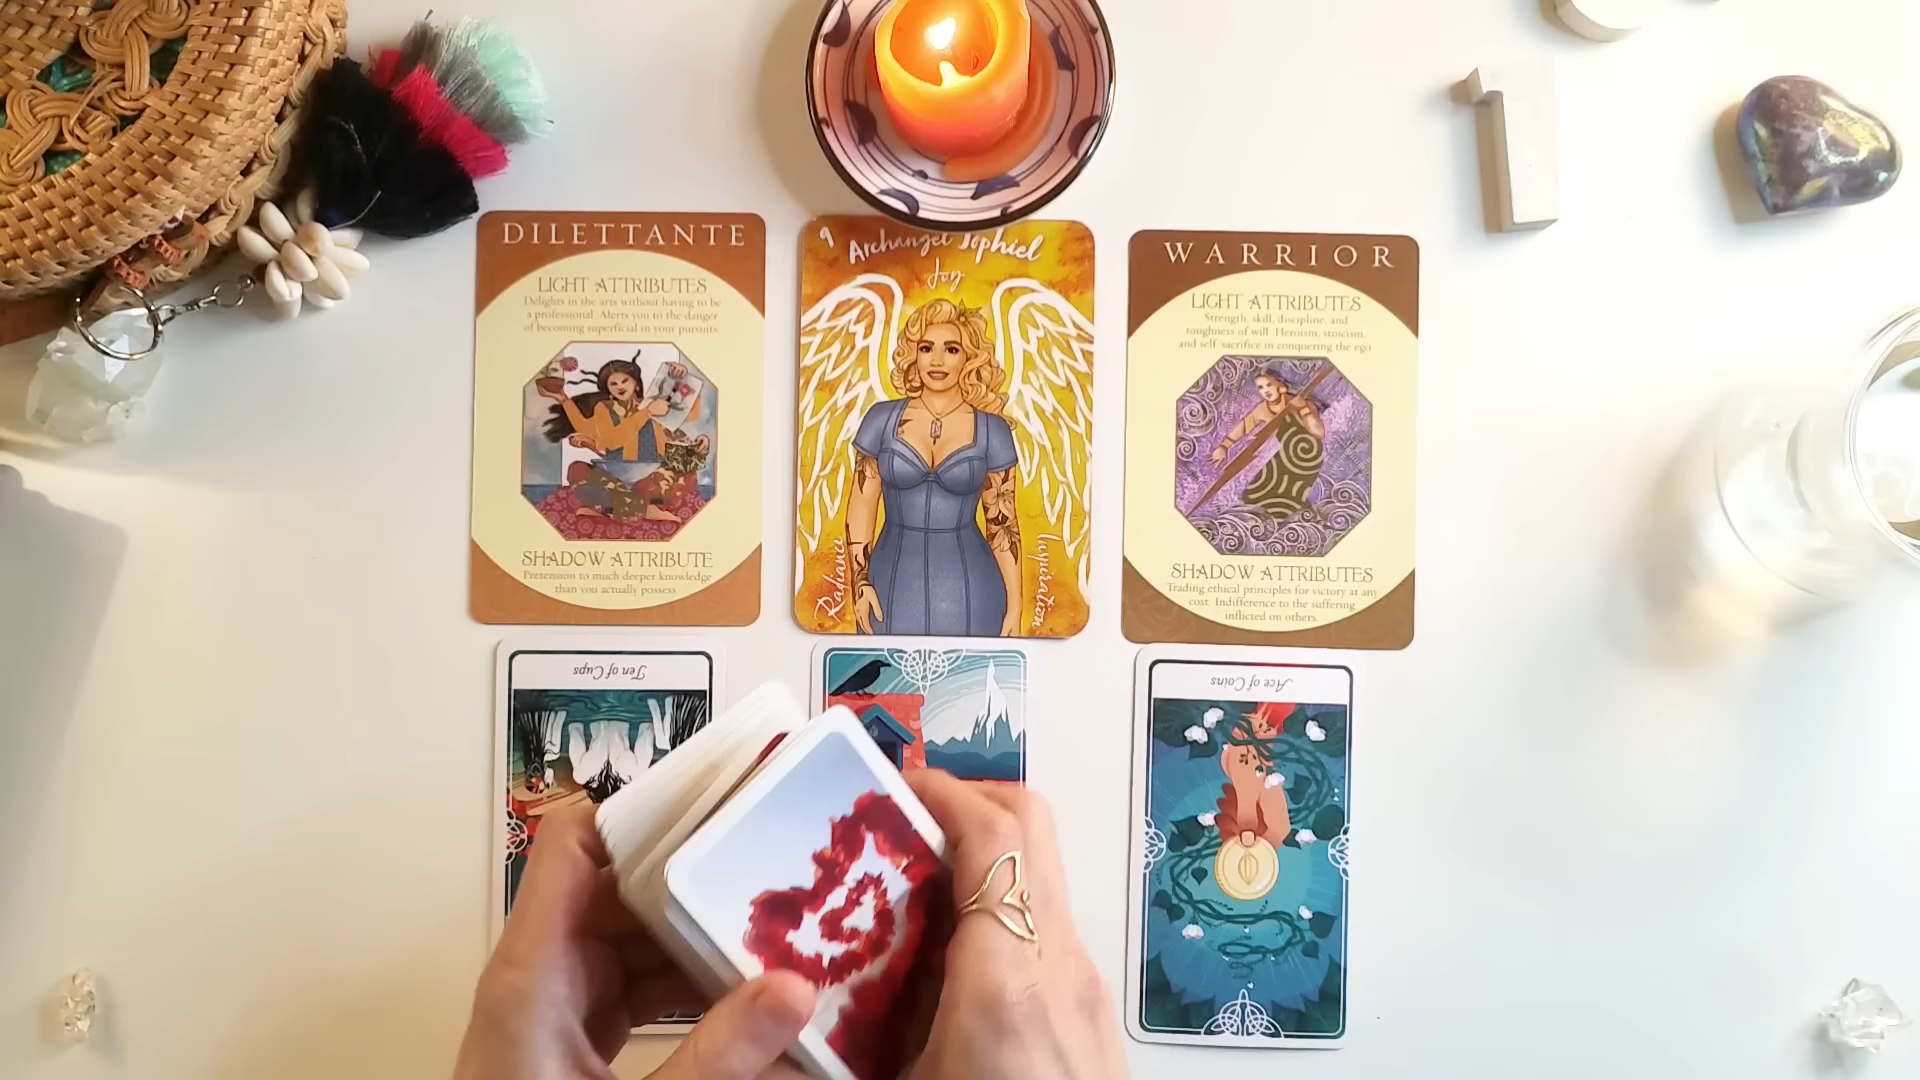 DILETTANTE
LIGHT ATTRIBUTES
Delights in the arts without having to be
a professional. Alerts you to the danger
of becoming superficial in your pursuits
SHADOW ATTRIBUTE
Pretension to much deeper knowledge
than you actually possess
9
Archangel Jophiel
Joy
Radiance
Inspiration
WARRIOR
LIGHT ATTRIBUTES
Strength, skill, discipline, and
toughness of will. Heroism, stoicism,
and self-sacrifice in conquering the ego
SHADOW ATTRIBUTES
Trading ethical principles for victory at any
cost. Indifference to the suffering
inflicted on others.
Ten of Cups
Ace of Coins